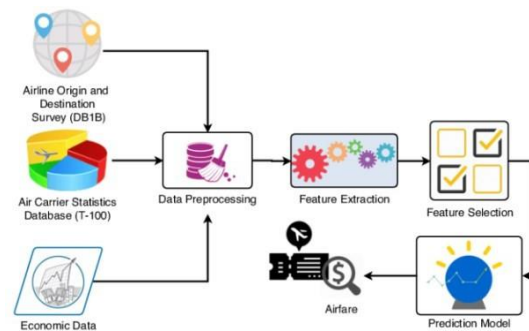 Airline Origin and
Destination
Survey (DB1B)
Air Carrier Statistics
Database (T-100)
Economic Data
Data Preprocessing
Feature Extraction
Feature Selection
Prediction Model
Airfare